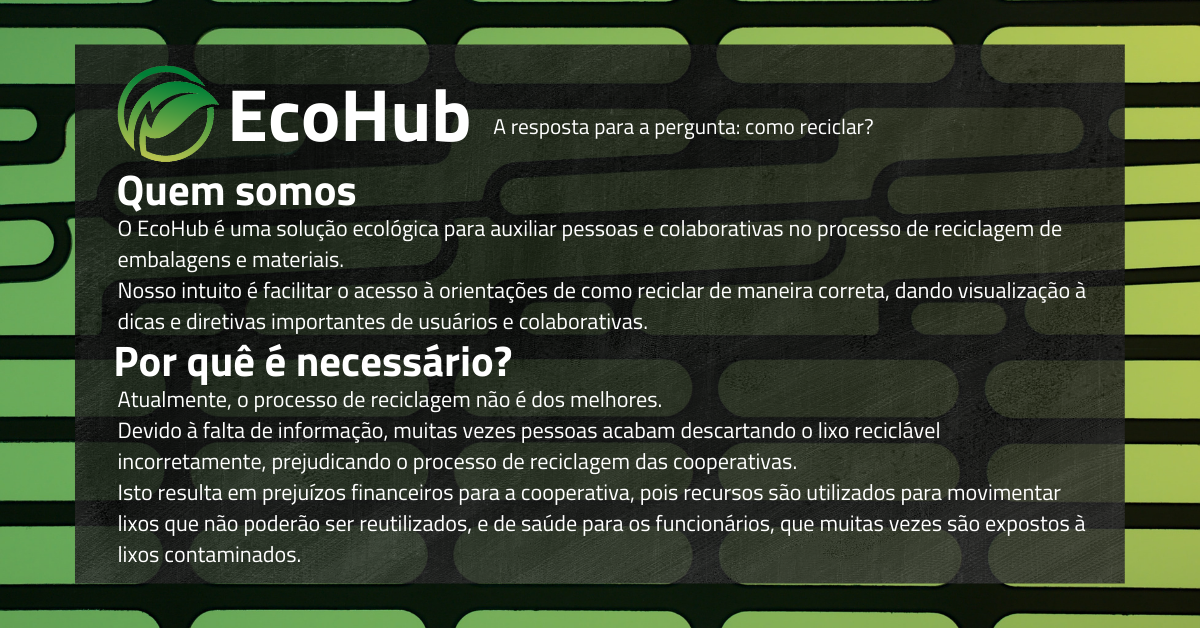 EcoHub
A resposta para a pergunta: como reciclar?
Quem somos
O EcoHub é uma solução ecológica para auxiliar pessoas e colaborativas no processo de reciclagem de
embalagens e materiais.
Nosso intuito é facilitar o acesso à orientações de como reciclar de maneira correta, dando visualização à
dicas e diretivas importantes de usuários e colaborativas.
Por quê é necessário?
Atualmente, o processo de reciclagem não é dos melhores.
Devido à falta de informação, muitas vezes pessoas acabam descartando o lixo reciclável
incorretamente, prejudicando o processo de reciclagem das cooperativas.
Isto resulta em prejuízos financeiros para a cooperativa, pois recursos são utilizados para movimentar
lixos que não poderão ser reutilizados, e de saúde para os funcionários, que muitas vezes são expostos à
lixos contaminados.